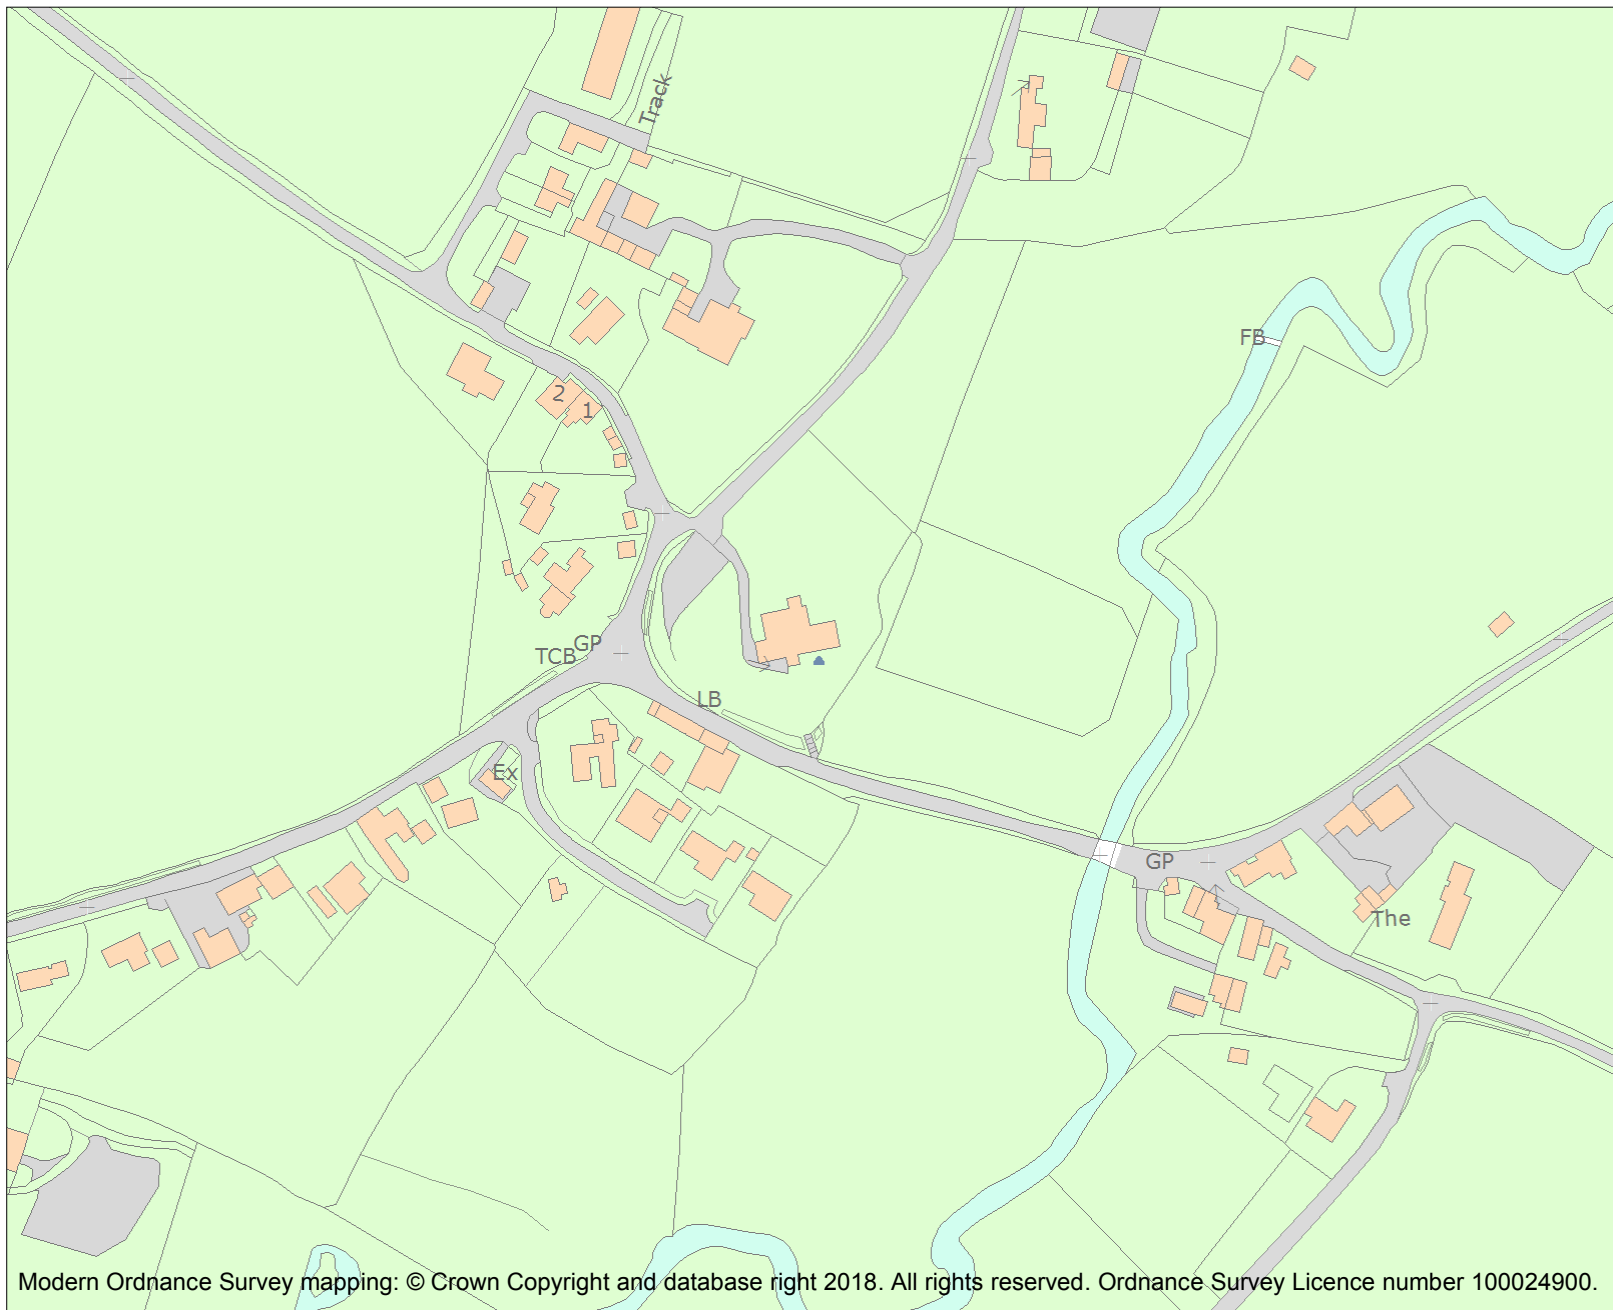 Track
FB
2
1
GP
TCB
LB
Ex
GP
The
Modern Ordnance Survey mapping: © Crown Copyright and database right 2018. All rights reserved. Ordnance Survey Licence number 100024900.